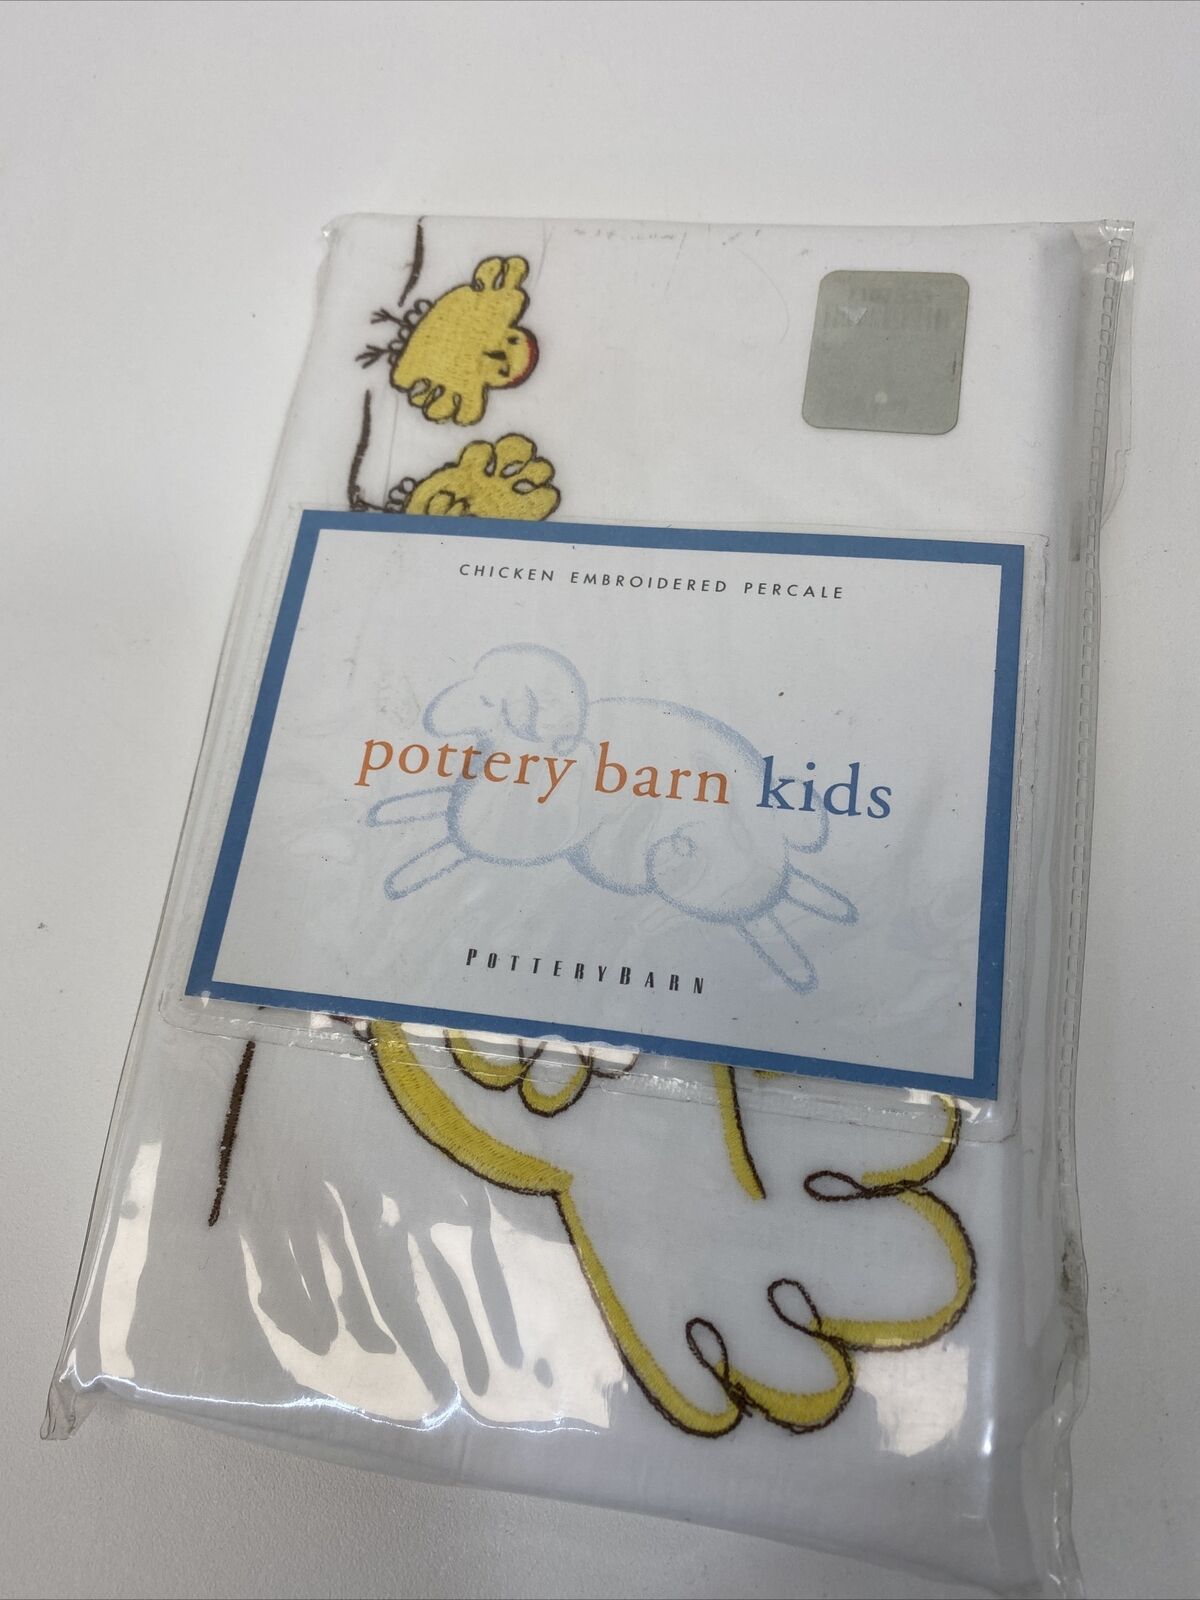 CHICKEN EMBROIDERED PERCALE
pottery barn kids
POTTERYBARN